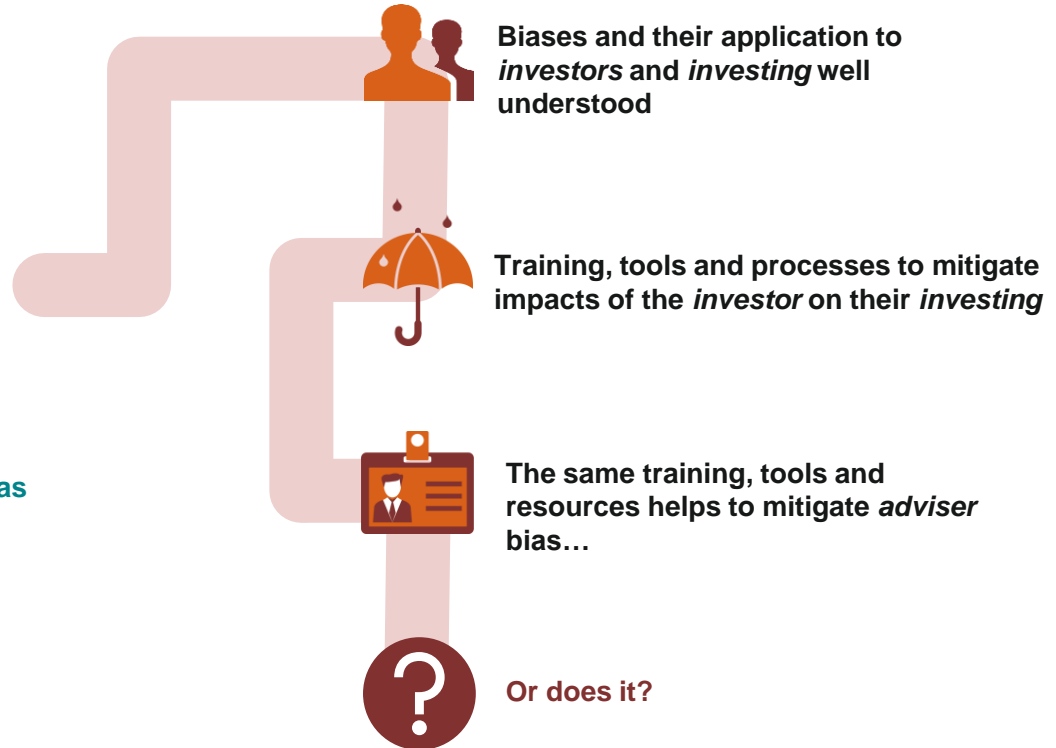 Biases and their application to
investors and investing well
understood
Training, tools and processes to mitigate
impacts of the investor on their investing
as
The same training, tools and
resources helps to mitigate adviser
bias…
Or does it?